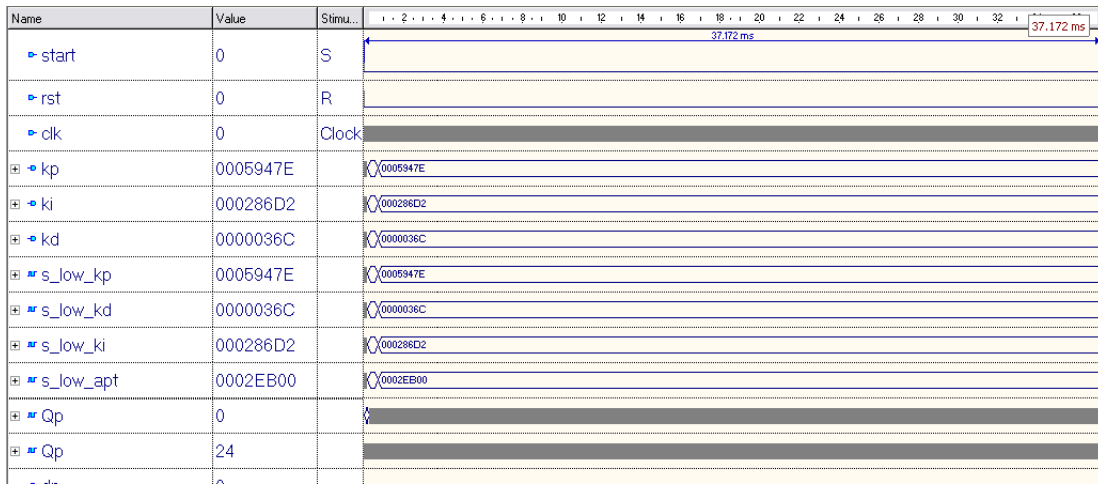 Name Value Stimu... 2 4 6 8 10 12 14 16 18 20 22 24 26 28 30 32 37.172 ms
37.172 ms
start 0 S
rst 0 R
clk 0 Clock
kp 0005947E 0005947E
ki 000286D2 000286D2
kd 0000036C 0000036C
s_low_kp 0005947E 0005947E
s_low_kd 0000036C 0000036C
s_low_ki 000286D2 000286D2
s_low_apt 0002EB00 0002EB00
Qp 0
Qp 24